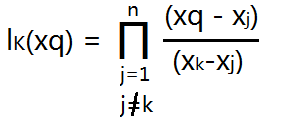 lK(xq) = ∏ (xq - xj) / (xk-xj)
n
j=1
j≠k